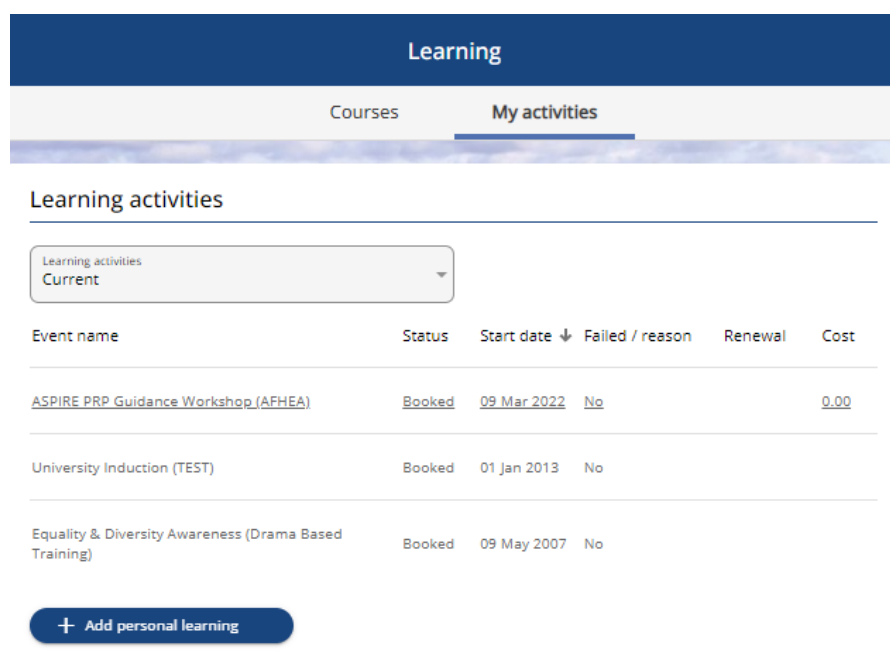 Learning
Courses My activities
Learning activities
Learning activities
Current
Event name Status Start date Failed / reason Renewal Cost
ASPIRE PRP Guidance Workshop (AFHEA) Booked 09 Mar 2022 No 0.00
University Induction (TEST) Booked 01 Jan 2013 No
Equality & Diversity Awareness (Drama Based
Training) Booked 09 May 2007 No
+ Add personal learning